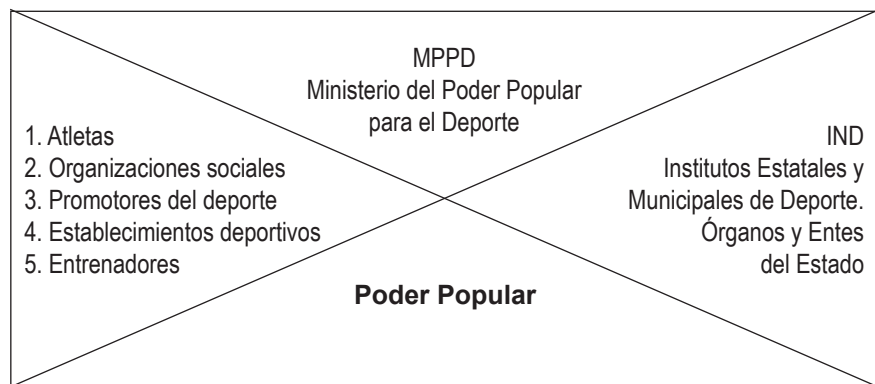 MPPD
Ministerio del Poder Popular
para el Deporte
1. Atletas
2. Organizaciones sociales
3. Promotores del deporte
4. Establecimientos deportivos
5. Entrenadores
IND
Institutos Estatales y
Municipales de Deporte.
Órganos y Entes
del Estado
Poder Popular